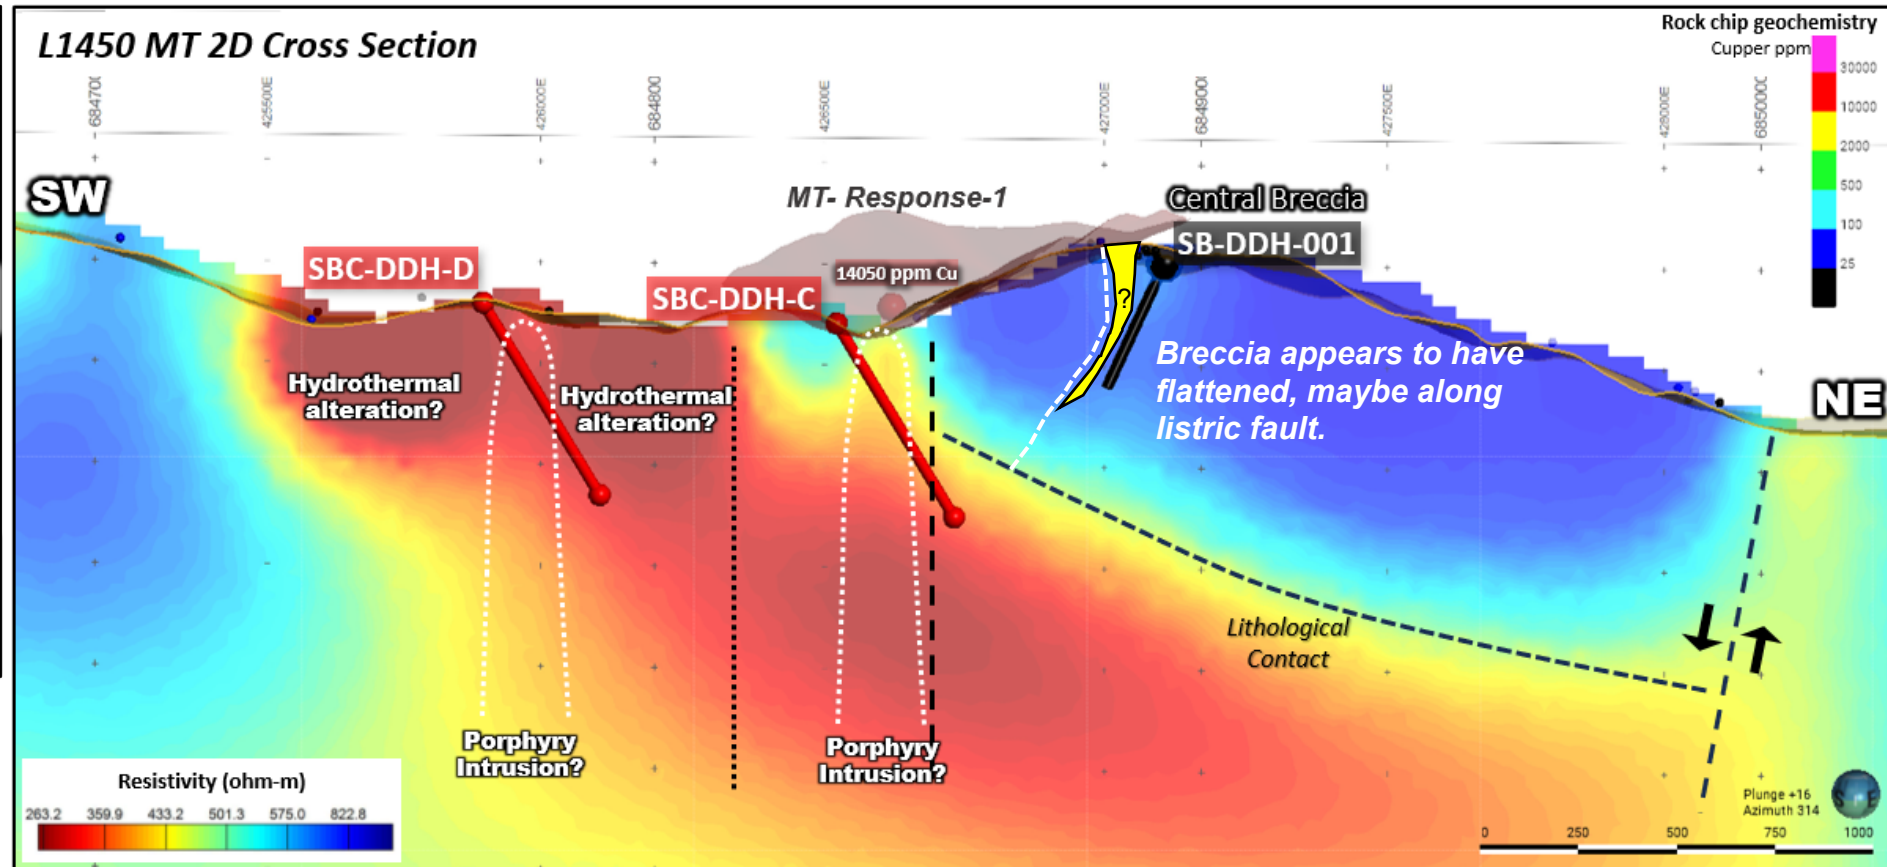 L1450 MT 2D Cross Section
Rock chip geochemistry
Cupper ppm
30000
10000
2000
500
100
25
684700
425500E
426000E
684800
426500E
427000E
684900
427500E
428000E
685000
SW
MT- Response-1
Central Breccia
SB-DDH-001
SBC-DDH-D
SBC-DDH-C
14050 ppm Cu
?
Breccia appears to have
flattened, maybe along
listric fault.
NE
Hydrothermal
alteration?
Hydrothermal
alteration?
Lithological
Contact
Porphyry
Intrusion?
Porphyry
Intrusion?
Resistivity (ohm-m)
263.2 359.9 433.2 501.3 575.0 822.8
Plunge +16
Azimuth 314
0 250 500 750 1000